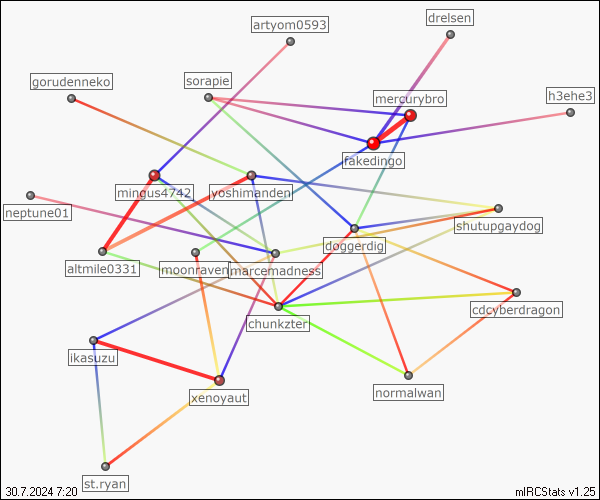 drelsen
artyom0593
gorudenneko
sorapie
mercurybro
h3ehe3
fakedingo
mingus4742
yoshimanden
neptune01
shutupgaydog
døggerdig
altmile0331
moonraven
marcemadness
cdcyberdragon
chunkzter
ikasuzu
xenoyaut
normalwan
st.ryan
30.7.2024 7:20
mIRCStats v1.25